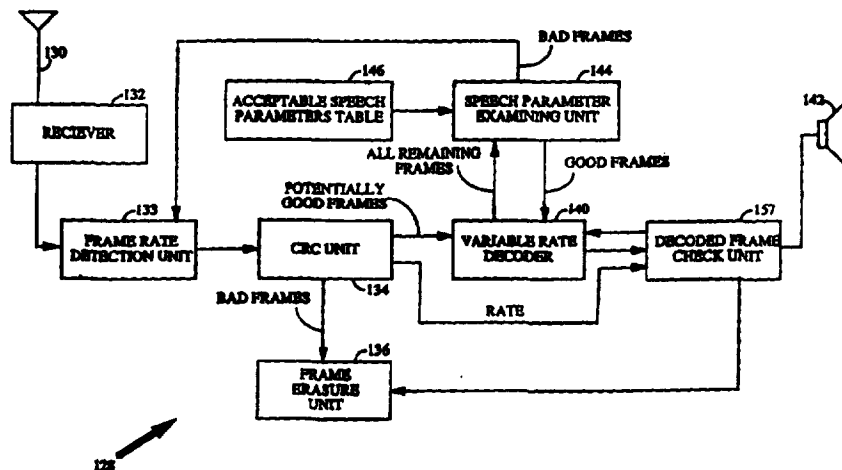 BAD FRAMES
130
146
144
132
142
ACCEPTABLE SPEECH
PARAMETERS TABLE
SPEECH PARAMETER
EXAMINING UNIT
RECIEVER
ALL REMAINING
FRAMES
GOOD FRAMES
POTENTIALLY
GOOD FRAMES
133
140
157
FRAME RATE
DETECTION UNIT
CRC UNIT
VARIABLE RATE
DECODER
DECODED FRAME
CHECK UNIT
134
BAD FRAMES
RATE
136
FRAME
ERASURE
UNIT
128